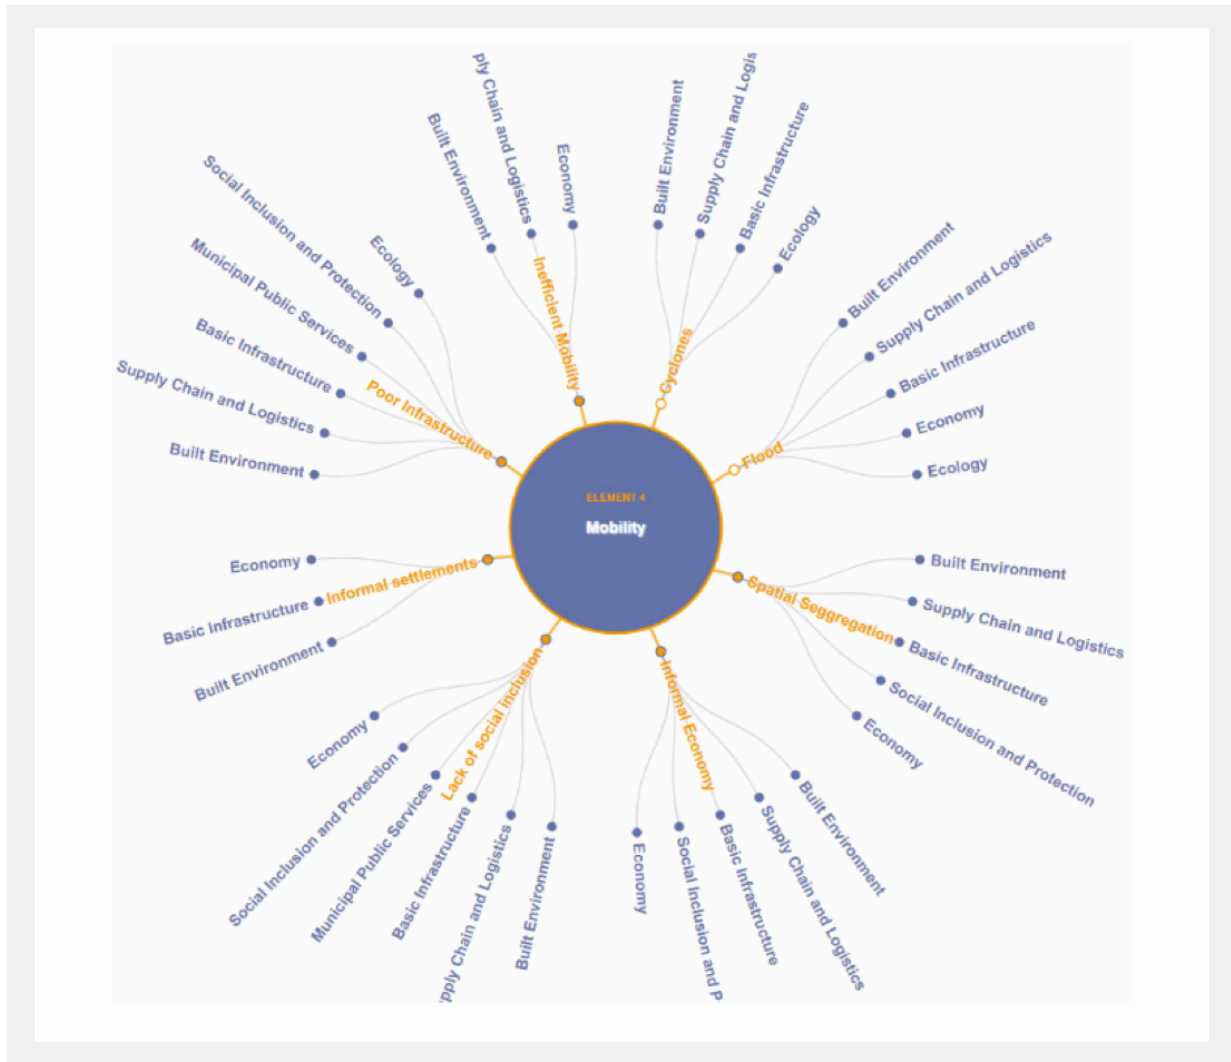 ELEMENT 4
Mobility
Cyclones
Built Environment
Supply Chain and Logis
Basic Infrastructure
Ecology
Flood
Built Environment
Supply Chain and Logistics
Basic Infrastructure
Economy
Ecology
Spatial Seggregation
Built Environment
Supply Chain and Logistics
Basic Infrastructure
Social Inclusion and Protection
Economy
Informal Economy
Built Environment
Supply Chain and Logistics
Basic Infrastructure
Social Inclusion and P
Economy
Lack of social inclusion
Built Environment
pply Chain and Logistics
Basic Infrastructure
Municipal Public Services
Social Inclusion and Protection
Economy
Informal settlements
Built Environment
Basic Infrastructure
Economy
Poor Infrastructure
Built Environment
Supply Chain and Logistics
Basic Infrastructure
Municipal Public Services
Social Inclusion and Protection
Ecology
Inefficient Mobility
Built Environment
ply Chain and Logistics
Economy